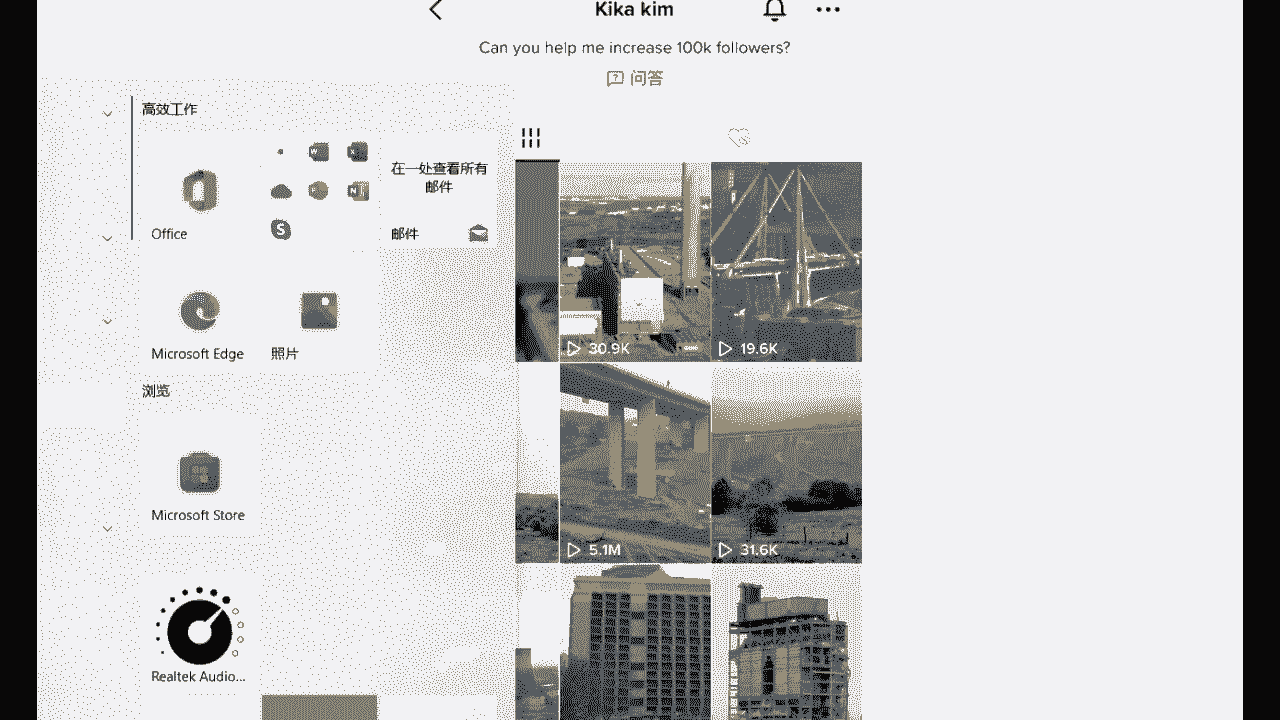 Kika kim
Can you help me increase 100k followers?
问答
高效工作
在一处查看所有
邮件
Office
邮件
Microsoft Edge
照片
浏览
Microsoft Store
Realtek Audio...
30.9K
19.6K
5.1M
31.6K